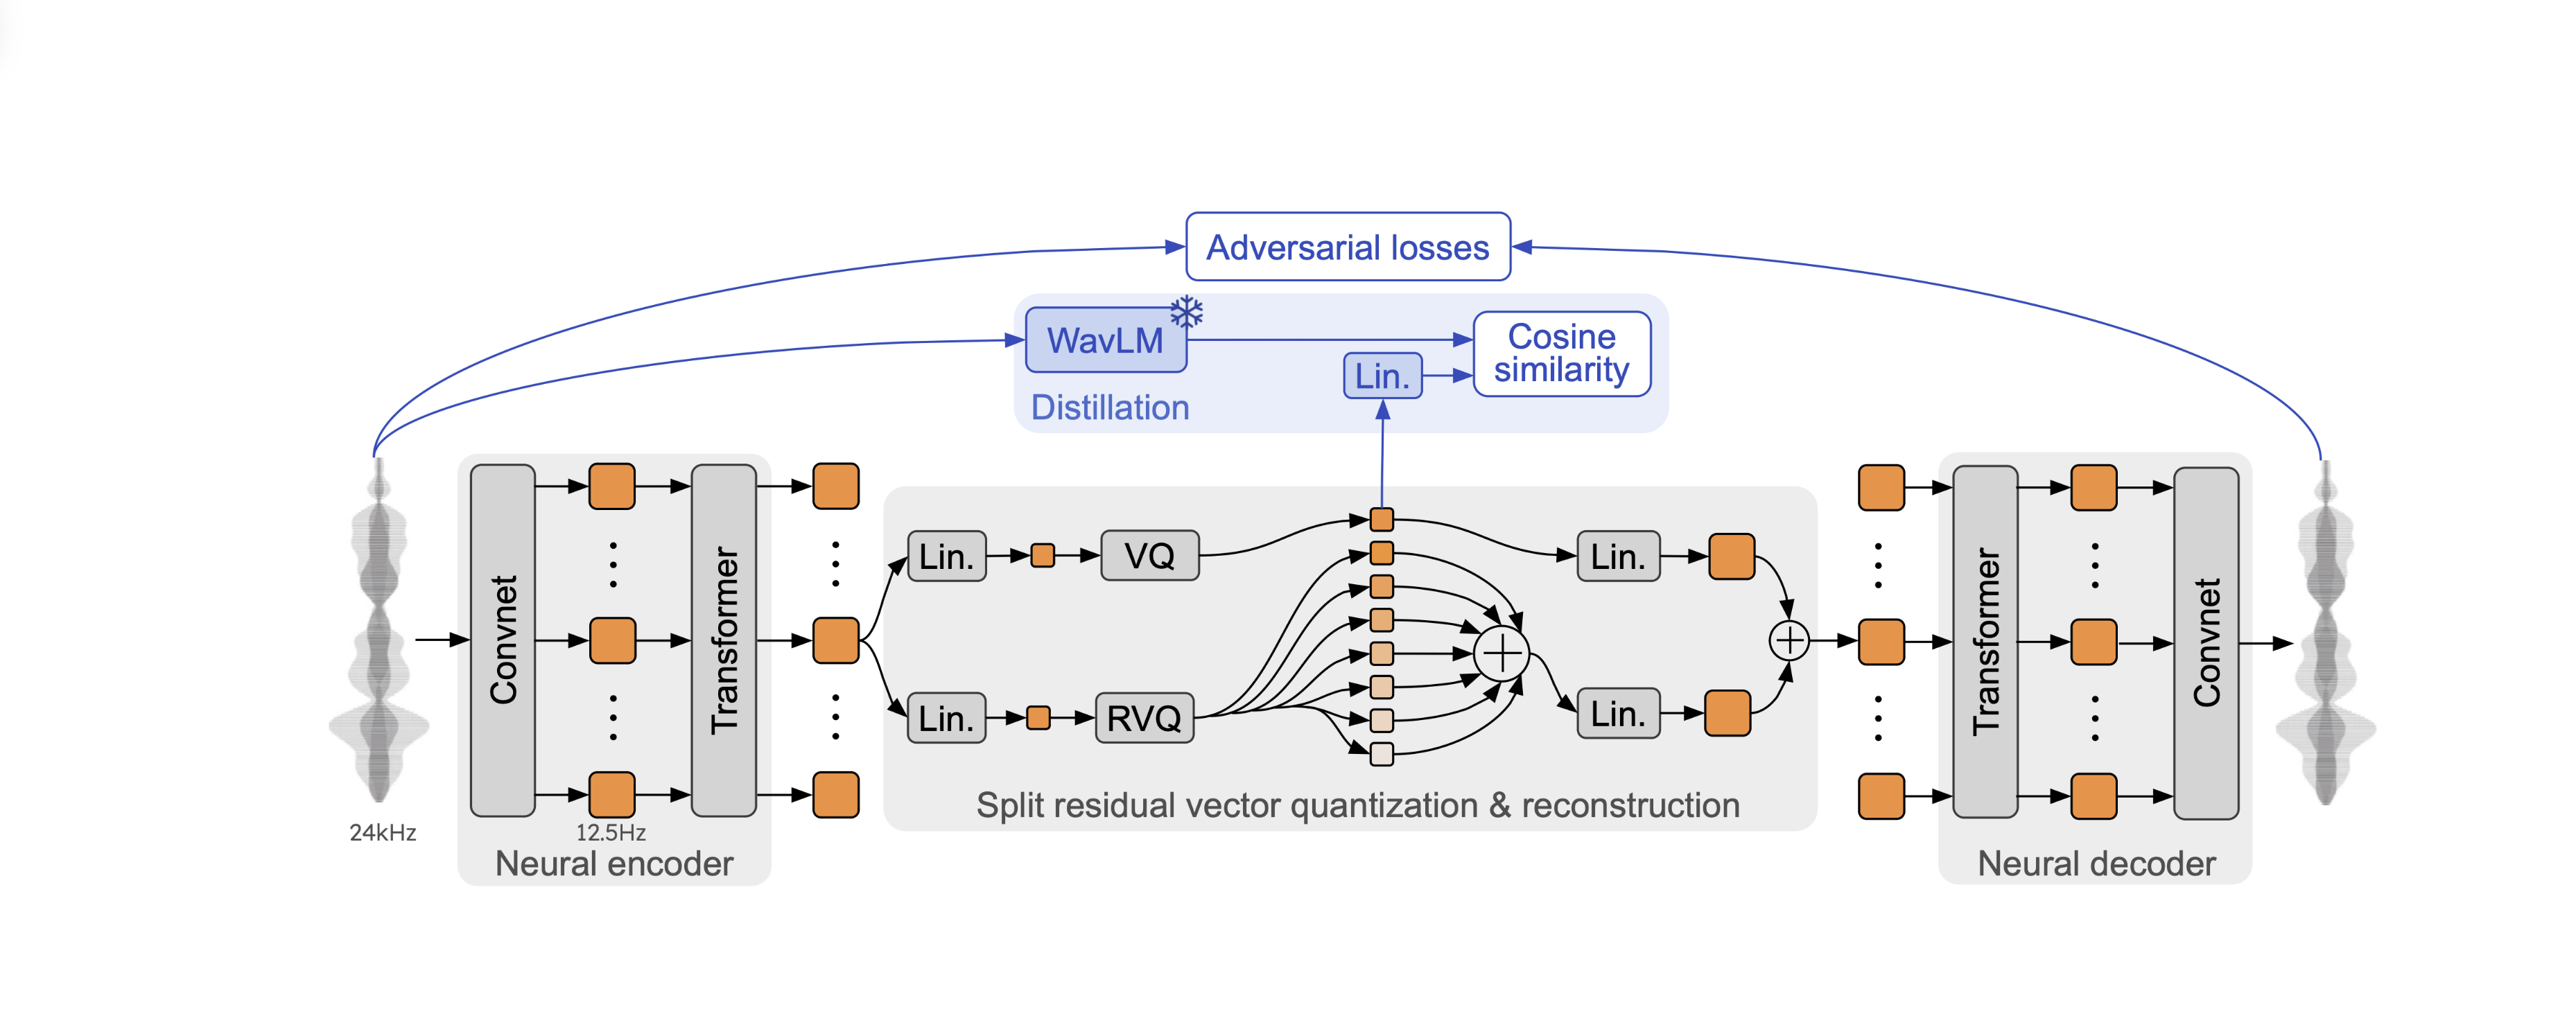 Adversarial losses
WavLM
Cosine
similarity
Lin.
Distillation
Convnet
Transformer
Lin.
VQ
Lin.
Lin.
RVQ
Lin.
Split residual vector quantization & reconstruction
Transformer
Convnet
24kHz
12.5Hz
Neural encoder
Neural decoder